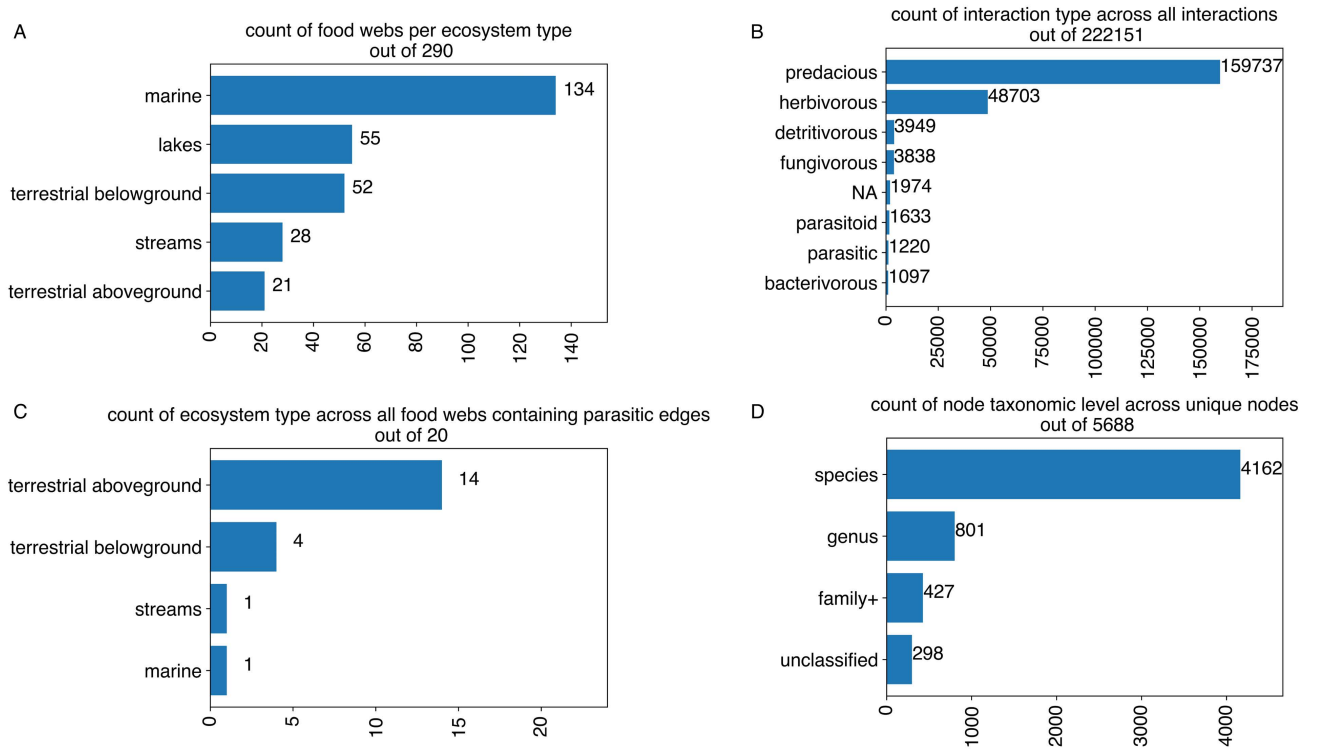 A
count of food webs per ecosystem type
out of 290
marine
134
lakes
55
terrestrial belowground
52
streams
28
terrestrial aboveground
21
0 20 40 60 80 100 120 140
B
count of interaction type across all interactions
out of 222151
predacious
159737
herbivorous
48703
detritivorous
3949
fungivorous
3838
NA
1974
parasitoid
1633
parasitic
1220
bacterivorous
1097
0 25000 50000 75000 100000 125000 150000 175000
C
count of ecosystem type across all food webs containing parasitic edges
out of 20
terrestrial aboveground
14
terrestrial belowground
4
streams
1
marine
1
0 5 10 15 20
D
count of node taxonomic level across unique nodes
out of 5688
species
4162
genus
801
family+
427
unclassified
298
0 1000 2000 3000 4000